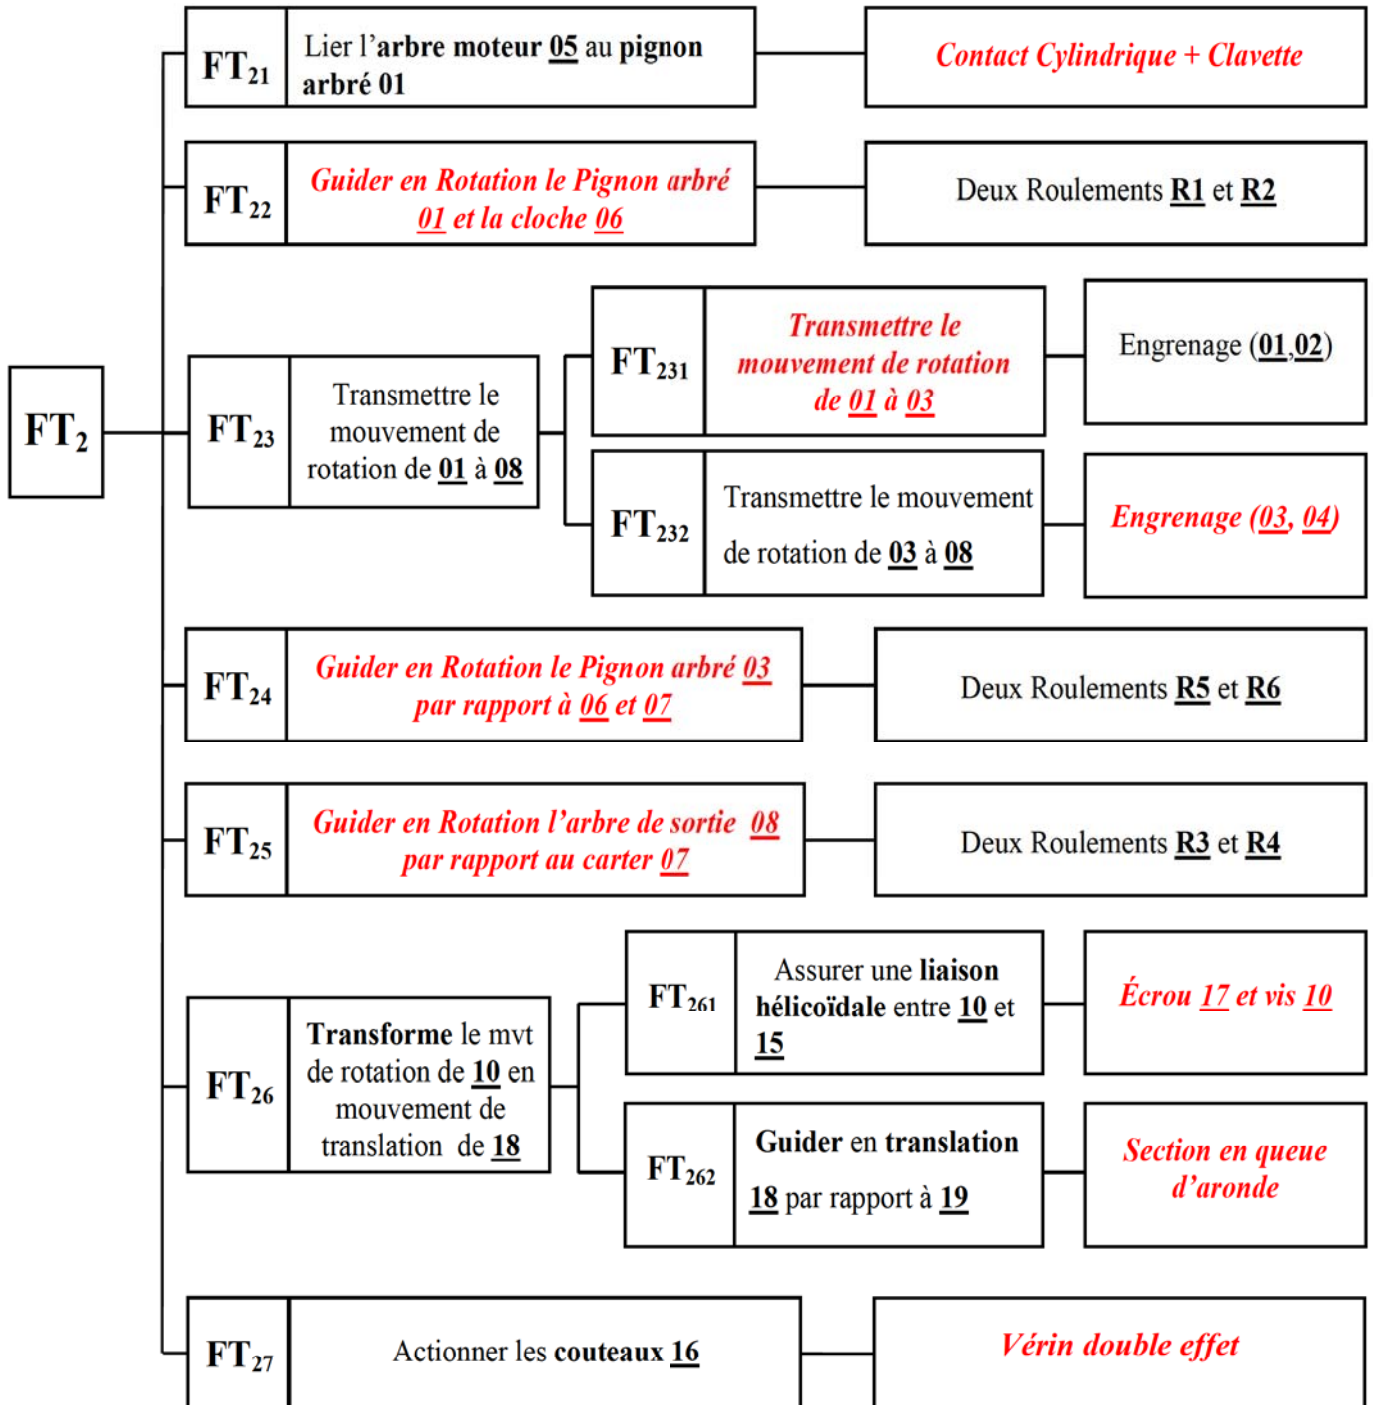 FT2
FT21
Lier l'arbre moteur 05 au pignon
arbré 01
Contact Cylindrique + Clavette
FT22
Guider en Rotation le Pignon arbré
01 et la cloche 06
Deux Roulements R1 et R2
FT23
Transmettre le
mouvement de
rotation de 01 à 08
FT231
Transmettre le
mouvement de rotation
de 01 à 03
Engrenage (01,02)
FT232
Transmettre le mouvement
de rotation de 03 à 08
Engrenage (03, 04)
FT24
Guider en Rotation le Pignon arbré 03
par rapport à 06 et 07
Deux Roulements R5 et R6
FT25
Guider en Rotation l'arbre de sortie 08
par rapport au carter 07
Deux Roulements R3 et R4
FT26
Transforme le mvt
de rotation de 10 en
mouvement de
translation de 18
FT261
Assurer une liaison
hélicoïdale entre 10 et
15
Écrou 17 et vis 10
FT262
Guider en translation
18 par rapport à 19
Section en queue
d'aronde
FT27
Actionner les couteaux 16
Vérin double effet